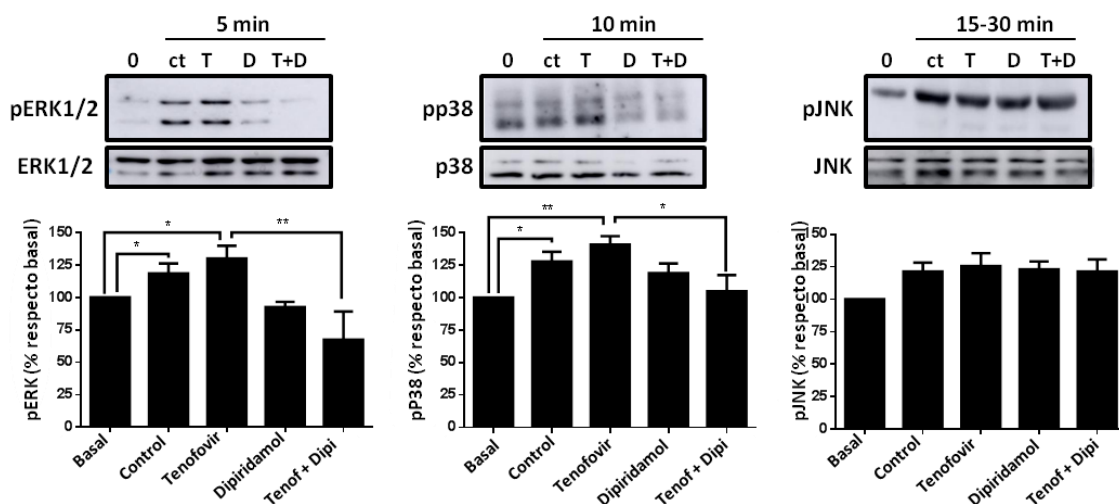 5 min
0 ct T D T+D
pERK1/2
ERK1/2
pERK (% respecto basal)
150
125
100
75
50
25
0
* * **
Basal
Control
Tenofovir
Dipiridamol
Tenof + Dipi
10 min
0 ct T D T+D
pp38
p38
pP38 (% respecto basal)
150
125
100
75
50
25
0
** * *
Basal
Control
Tenofovir
Dipiridamol
Tenof + Dipi
15-30 min
0 ct T D T+D
pJNK
JNK
pJNK (% respecto basal)
150
125
100
75
50
25
0
Basal
Control
Tenofovir
Dipiridamol
Tenof + Dipi